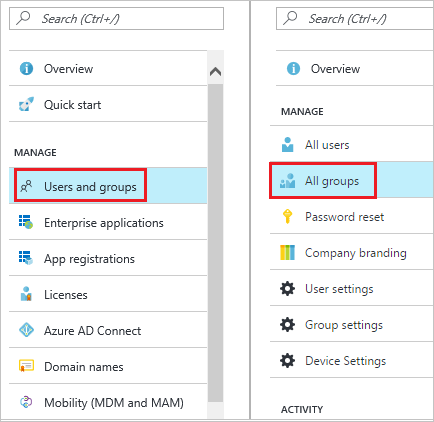 Search (Ctrl+/)
Overview
Quick start
MANAGE
Users and groups
Enterprise applications
App registrations
Licenses
Azure AD Connect
Domain names
Mobility (MDM and MAM)
Search (Ctrl+/)
Overview
MANAGE
All users
All groups
Password reset
Company branding
User settings
Group settings
Device Settings
ACTIVITY